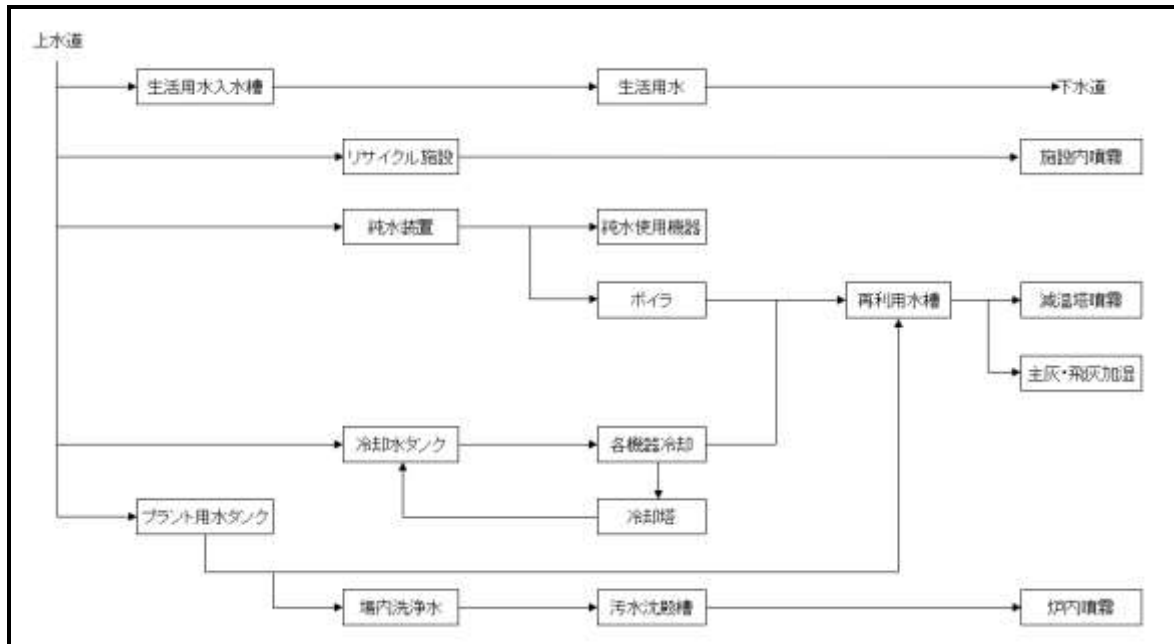 上水道
生活用水入水槽
生活用水
下水道
リサイクル施設
施設内噴霧
純水装置
純水使用機器
ボイラ
再利用水槽
減温塔噴霧
主灰・飛灰加湿
冷却水タンク
各機器冷却
プラント用水タンク
冷却塔
場内洗浄水
汚水沈殿槽
炉内噴霧